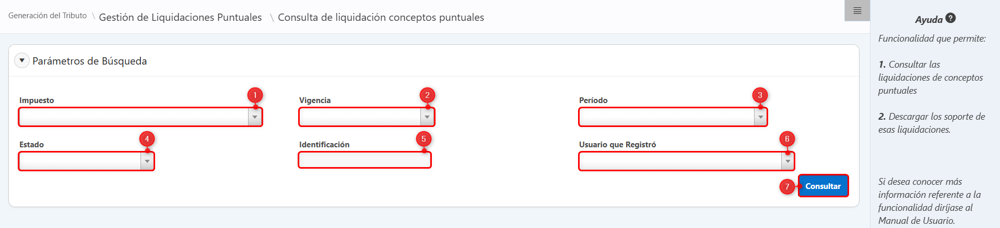 Generación del Tributo \ Gestión de Liquidaciones Puntuales \ Consulta de liquidación conceptos puntuales
Parámetros de Búsqueda
1 2 3
Impuesto Vigencia Período
4 5 6
Estado Identificación Usuario que Registró
7 Consultar
Ayuda ?
Funcionalidad que permite:
1. Consultar las
liquidaciones de conceptos
puntuales
2. Descargar los soporte de
esas liquidaciones.
Si desea conocer más
información referente a la
funcionalidad diríjase al
Manual de Usuario.